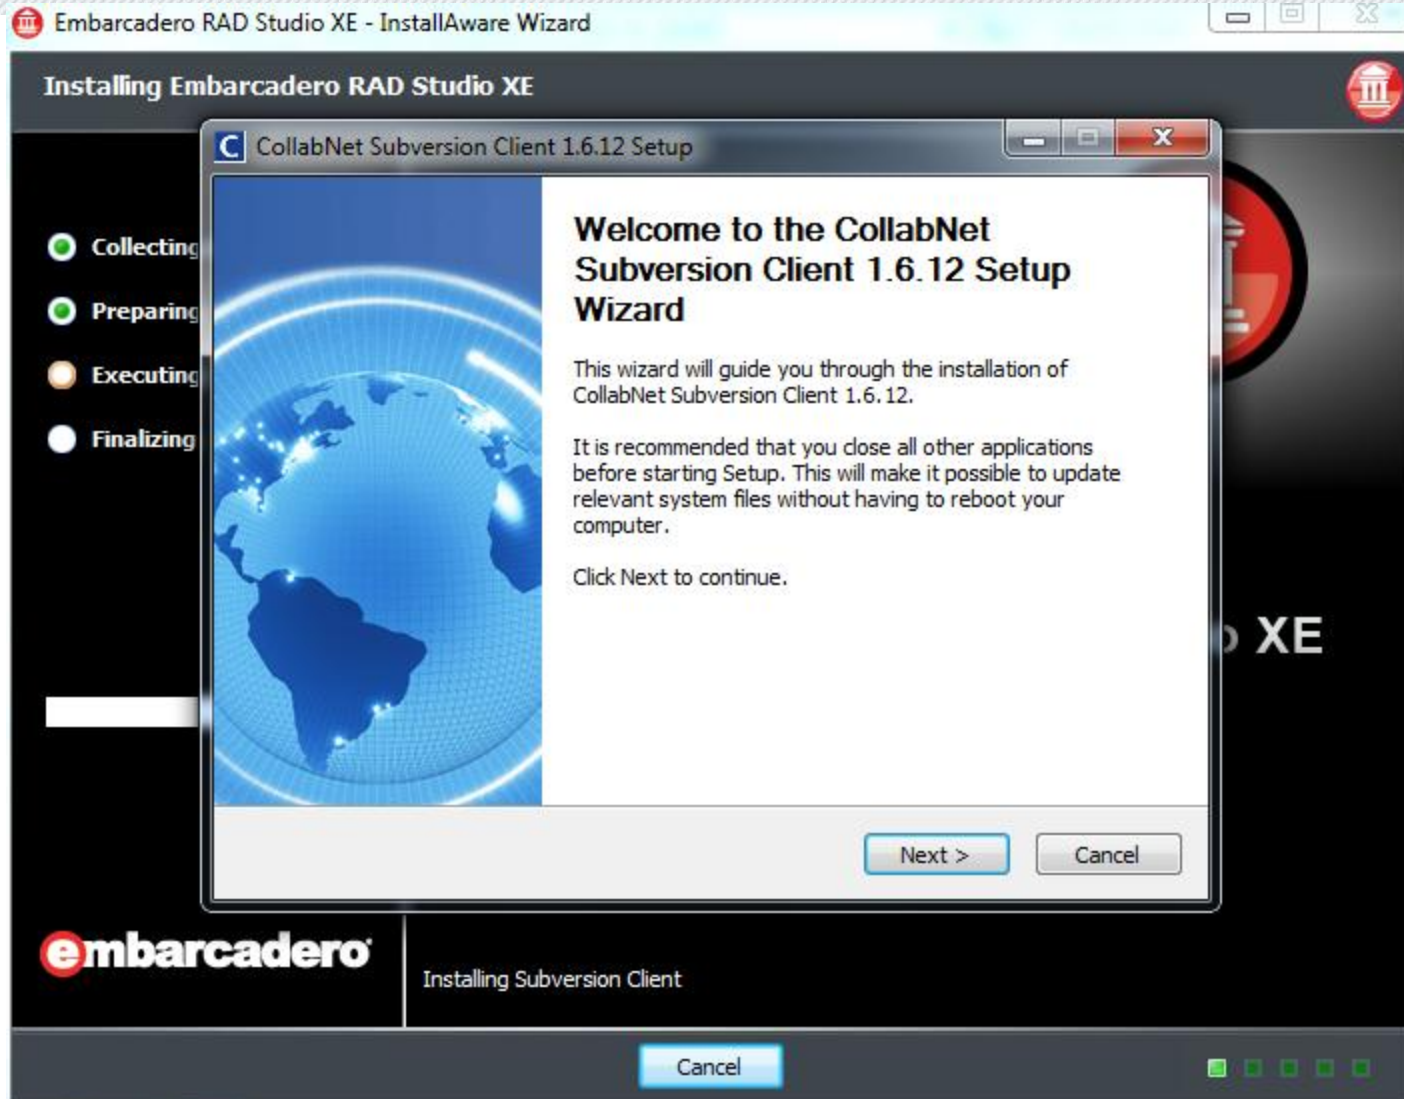 Embarcadero RAD Studio XE - InstallAware Wizard
Installing Embarcadero RAD Studio XE
CollabNet Subversion Client 1.6.12 Setup
Collecting
Preparing
Executing
Finalizing
Welcome to the CollabNet
Subversion Client 1.6.12 Setup
Wizard
This wizard will guide you through the installation of
CollabNet Subversion Client 1.6.12.
It is recommended that you close all other applications
before starting Setup. This will make it possible to update
relevant system files without having to reboot your
computer.
Click Next to continue.
XE
Next >
Cancel
embarcadero
Installing Subversion Client
Cancel